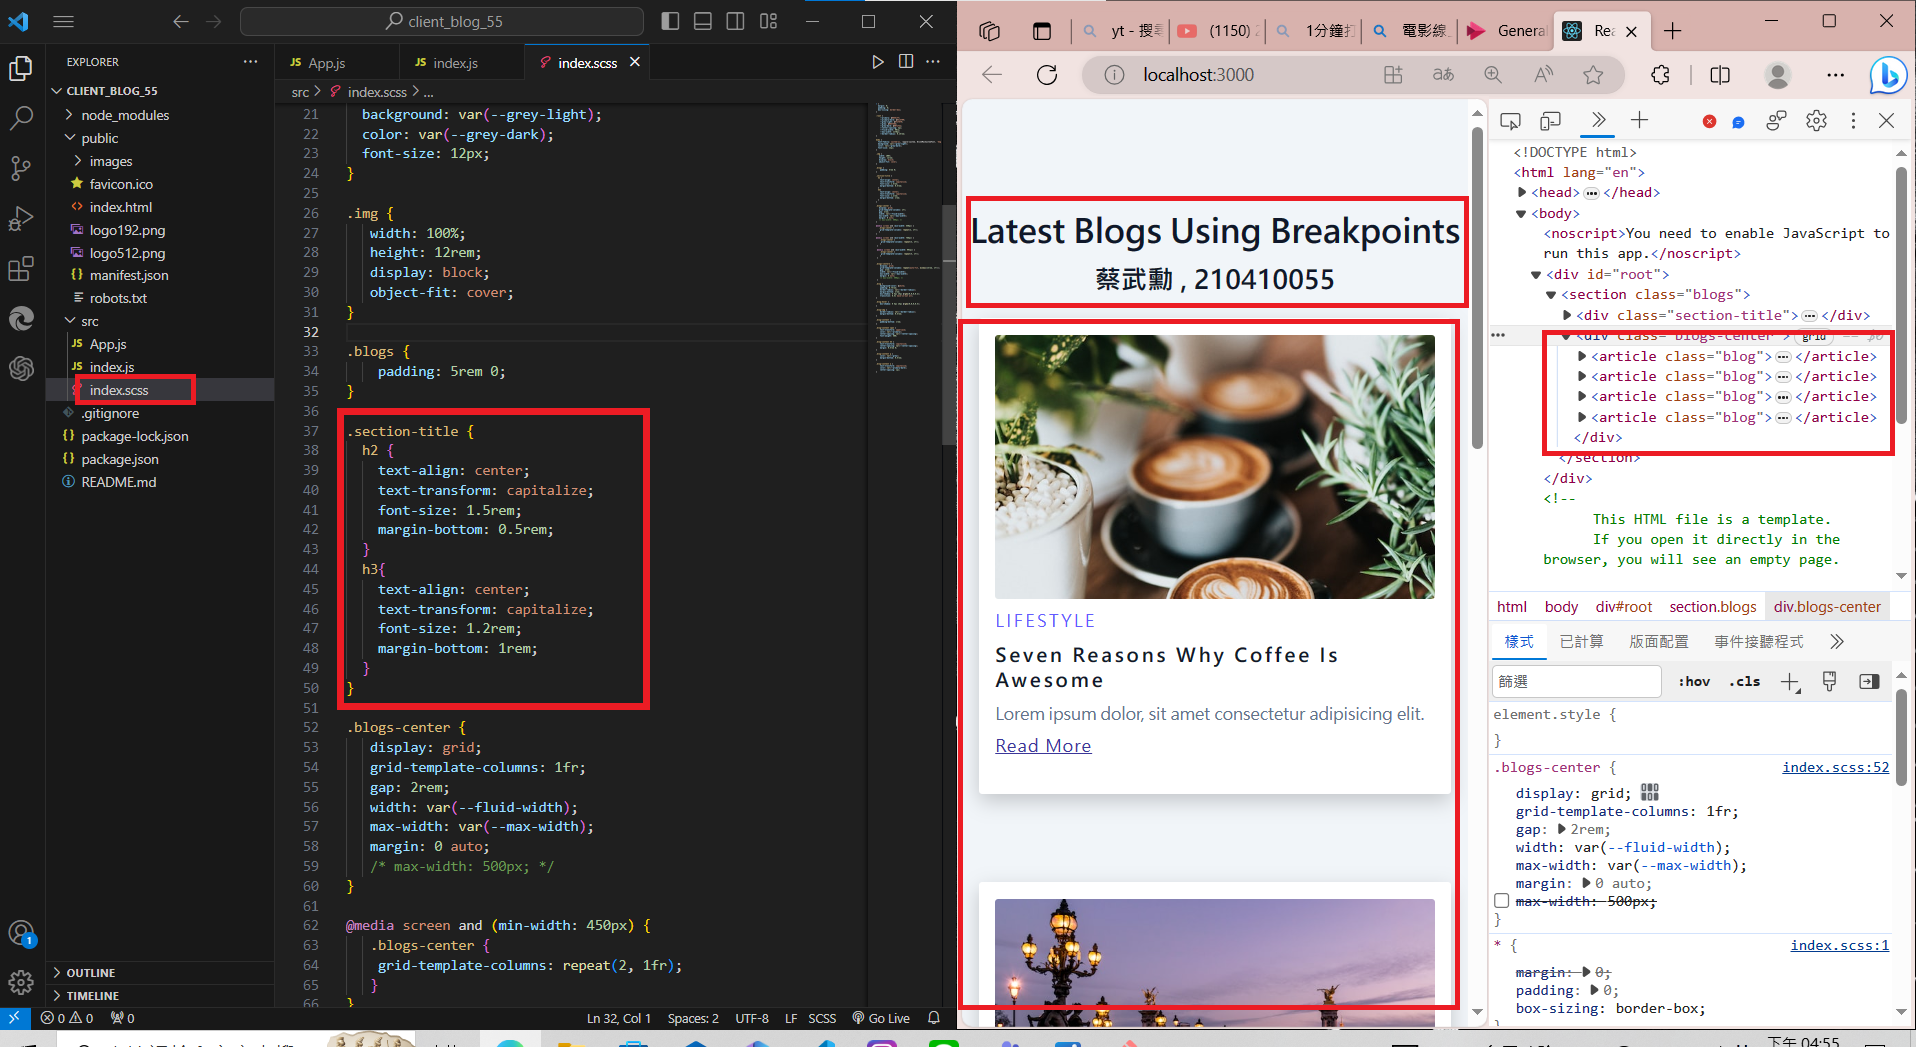 client_blog_55
EXPLORER
CLIENT_BLOG_55
node_modules
public
images
favicon.ico
index.html
logo192.png
logo512.png
manifest.json
robots.txt
src
App.js
index.js
index.scss
.gitignore
package-lock.json
package.json
README.md
OUTLINE
TIMELINE
JS App.js
JS index.js
index.scss
src > index.scss > ...
21 background: var(--grey-light);
22 color: var(--grey-dark);
23 font-size: 12px;
24 }
25
26 .img {
27 width: 100%;
28 height: 12rem;
29 display: block;
30 object-fit: cover;
31 }
32
33 .blogs {
34 padding: 5rem 0;
35 }
36
37 .section-title {
38 h2 {
39 text-align: center;
40 text-transform: capitalize;
41 font-size: 1.5rem;
42 margin-bottom: 0.5rem;
43 }
44 h3{
45 text-align: center;
46 text-transform: capitalize;
47 font-size: 1.2rem;
48 margin-bottom: 1rem;
49 }
50 }
51
52 .blogs-center {
53 display: grid;
54 grid-template-columns: 1fr;
55 gap: 2rem;
56 width: var(--fluid-width);
57 max-width: var(--max-width);
58 margin: 0 auto;
59 /* max-width: 500px; */
60 }
61
62 @media screen and (min-width: 450px) {
63 .blogs-center {
64 grid-template-columns: repeat(2, 1fr);
65 }
66 }
0 0 0 Ln 32, Col 1 Spaces: 2 UTF-8 LF SCSS Go Live
yt - 搜尋
(1150)
1分鐘打
電影線
General
Rea
localhost:3000
Latest Blogs Using Breakpoints
蔡武勳 , 210410055
LIFESTYLE
Seven Reasons Why Coffee Is
Awesome
Lorem ipsum dolor, sit amet consectetur adipisicing elit.
Read More
<!DOCTYPE html>
<html lang="en">
<head> ... </head>
<body>
<noscript>You need to enable JavaScript to
run this app.</noscript>
<div id="root">
<section class="blogs">
<div class="section-title"> ... </div>
<div class="blogs-center"> grid == $0
<article class="blog"> ... </article>
<article class="blog"> ... </article>
<article class="blog"> ... </article>
<article class="blog"> ... </article>
</div>
</section>
</div>
<!--
This HTML file is a template.
If you open it directly in the
browser, you will see an empty page.
html body div#root section.blogs div.blogs-center
樣式 已計算 版面配置 事件接聽程式
篩選 :hov .cls
element.style {
}
.blogs-center { index.scss:52
display: grid;
grid-template-columns: 1fr;
gap: 2rem;
width: var(--fluid-width);
max-width: var(--max-width);
margin: 0 auto;
max-width: 500px;
}
* { index.scss:1
margin: 0;
padding: 0;
box-sizing: border-box;
}
下午 04:55